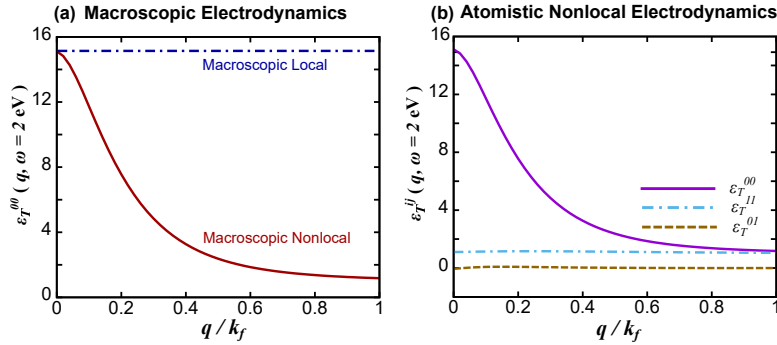 (a) Macroscopic Electrodynamics
16
12
8
4
0
ε_T^00 ( q, ω = 2 eV )
Macroscopic Local
Macroscopic Nonlocal
0 0.2 0.4 0.6 0.8 1
q / k_f
(b) Atomistic Nonlocal Electrodynamics
16
12
8
4
0
ε_T^ij ( q, ω = 2 eV )
ε_T^00
ε_T^11
ε_T^01
0 0.2 0.4 0.6 0.8 1
q / k_f